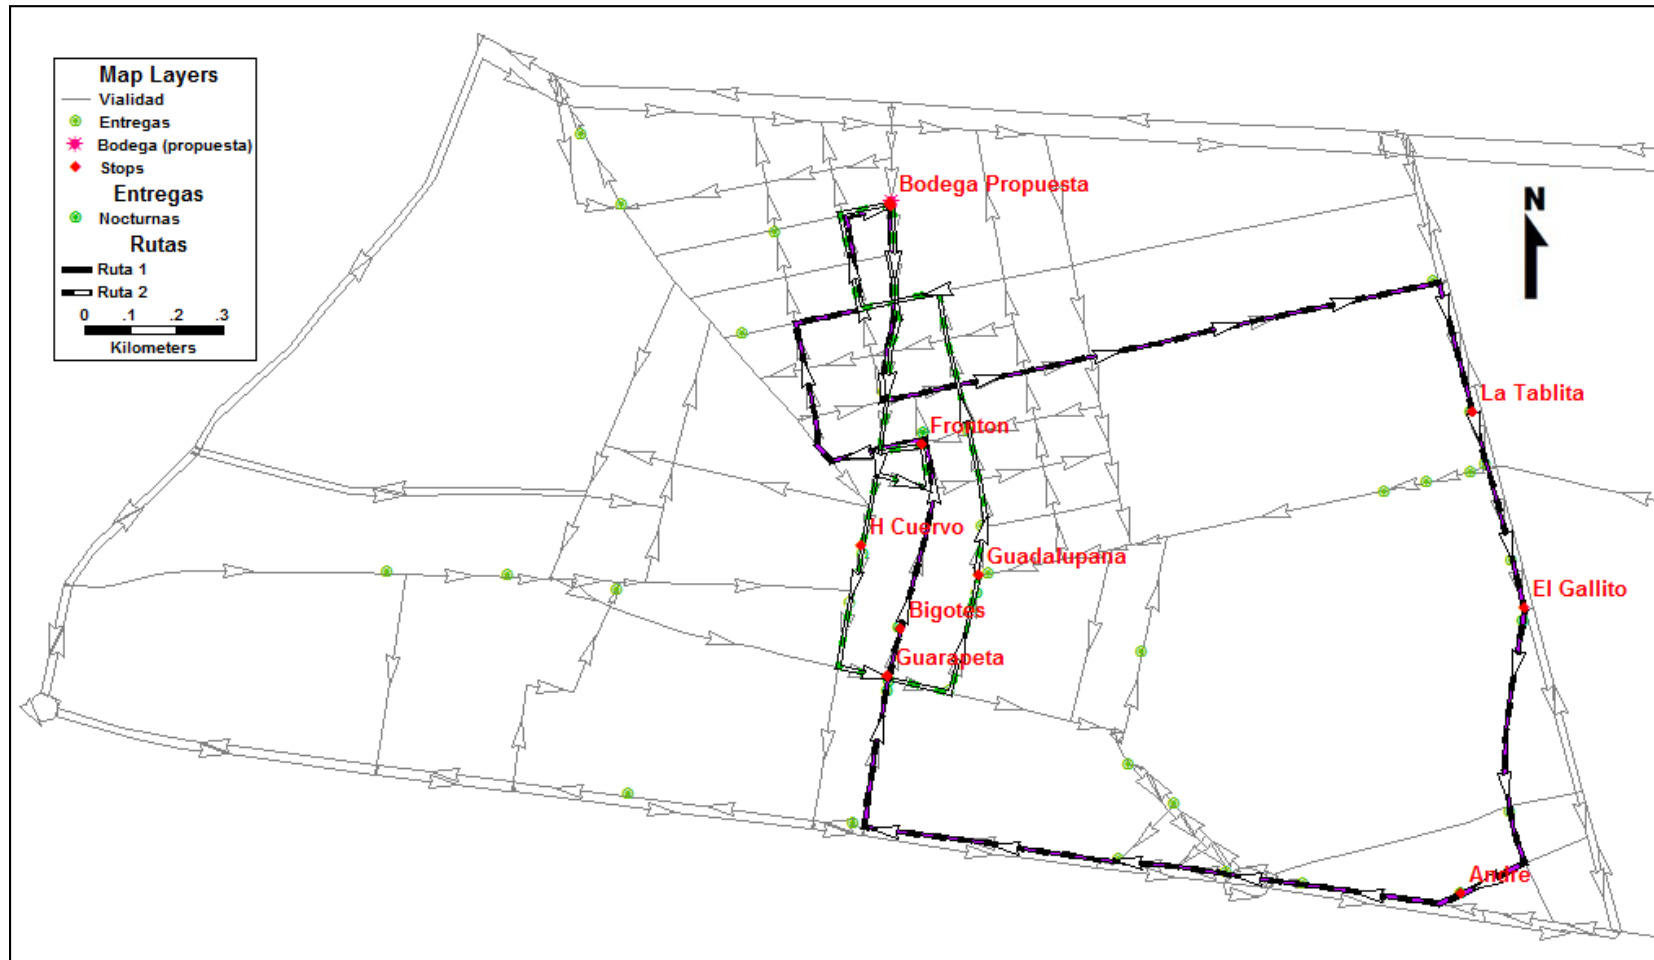 Map Layers
Vialidad
Entregas
Bodega (propuesta)
Stops
Entregas
Nocturnas
Rutas
Ruta 1
Ruta 2
0 .1 .2 .3
Kilometers
Bodega Propuesta
N
La Tablita
Fronton
H Cuervo
Guadalupana
El Gallito
Bigotes
Guarapeta
Andre